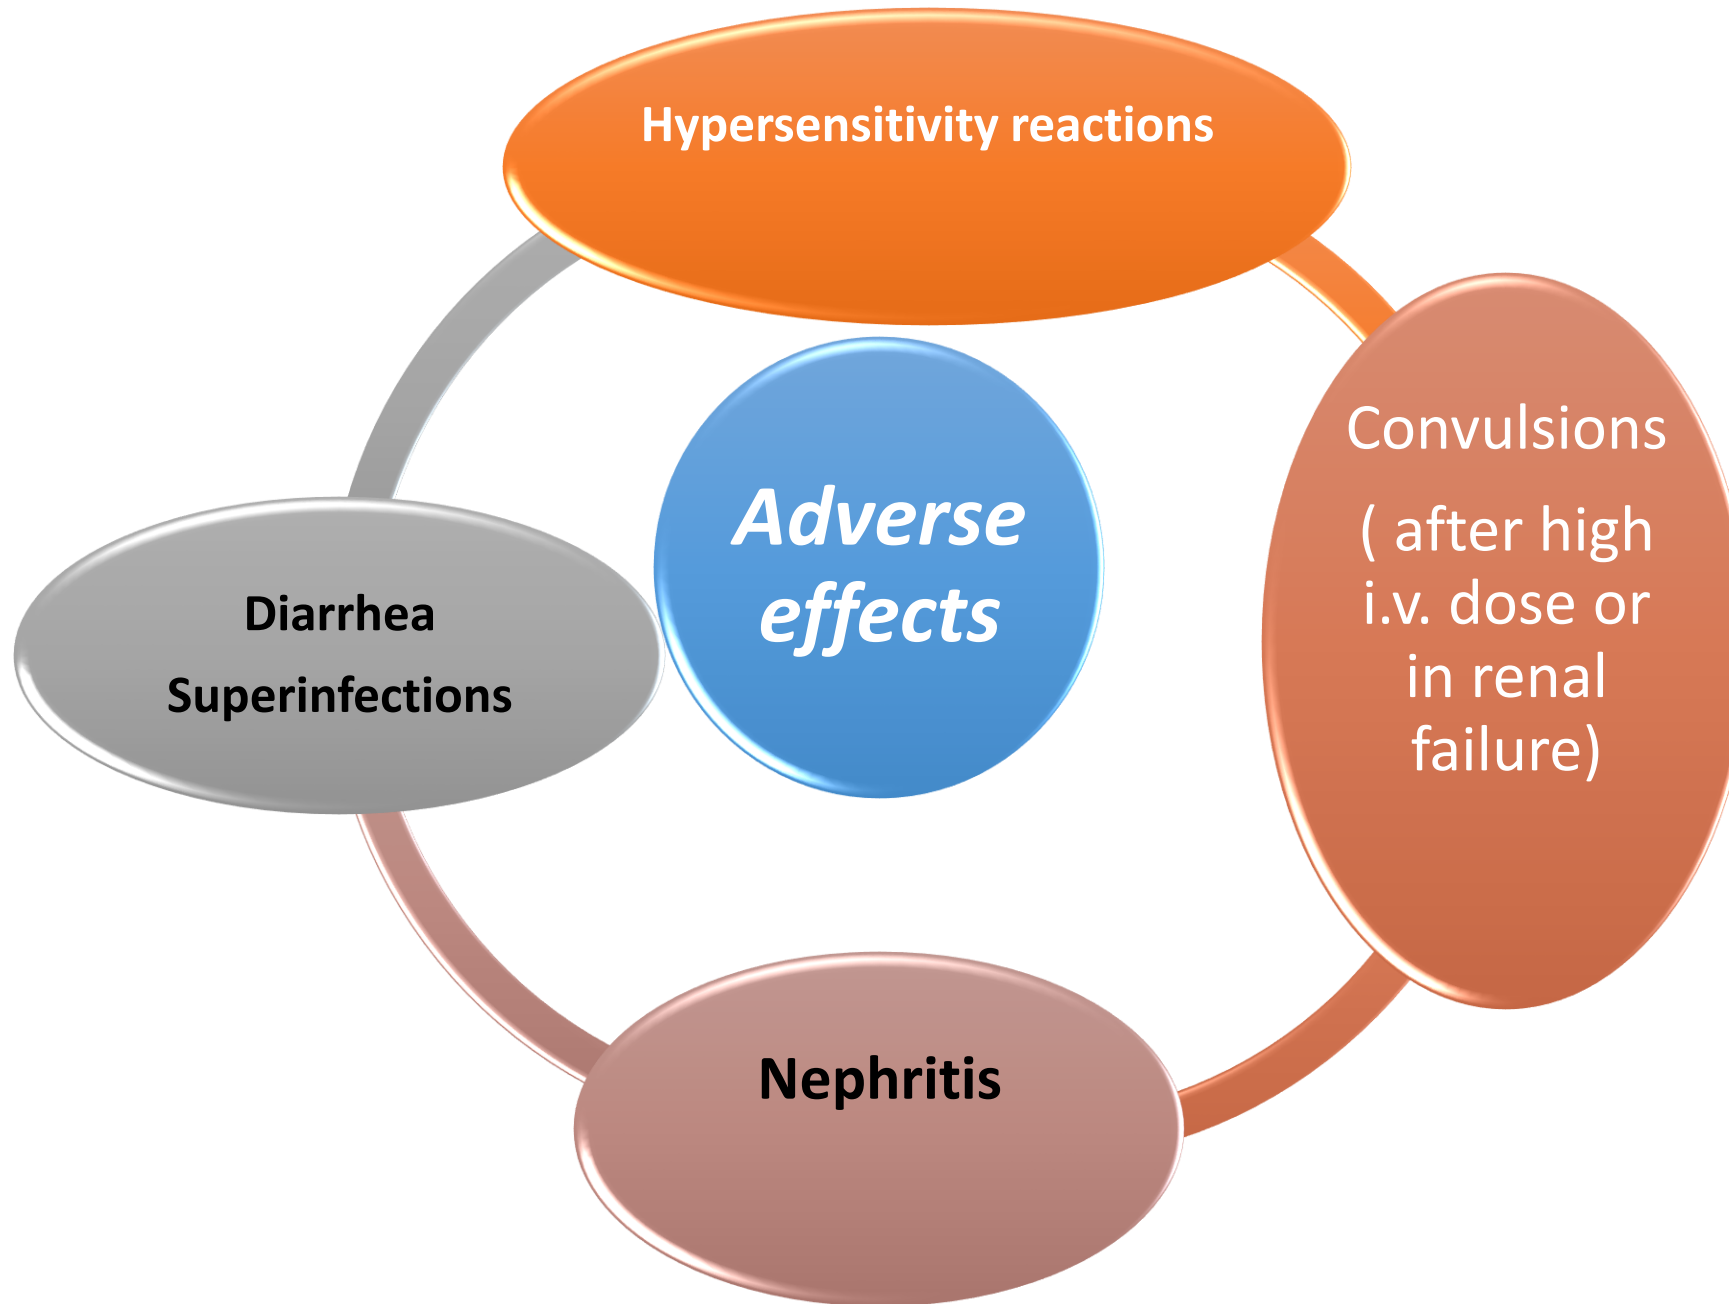 Hypersensitivity reactions
Convulsions
( after high
i.v. dose or
in renal
failure)
Adverse
effects
Diarrhea
Superinfections
Nephritis